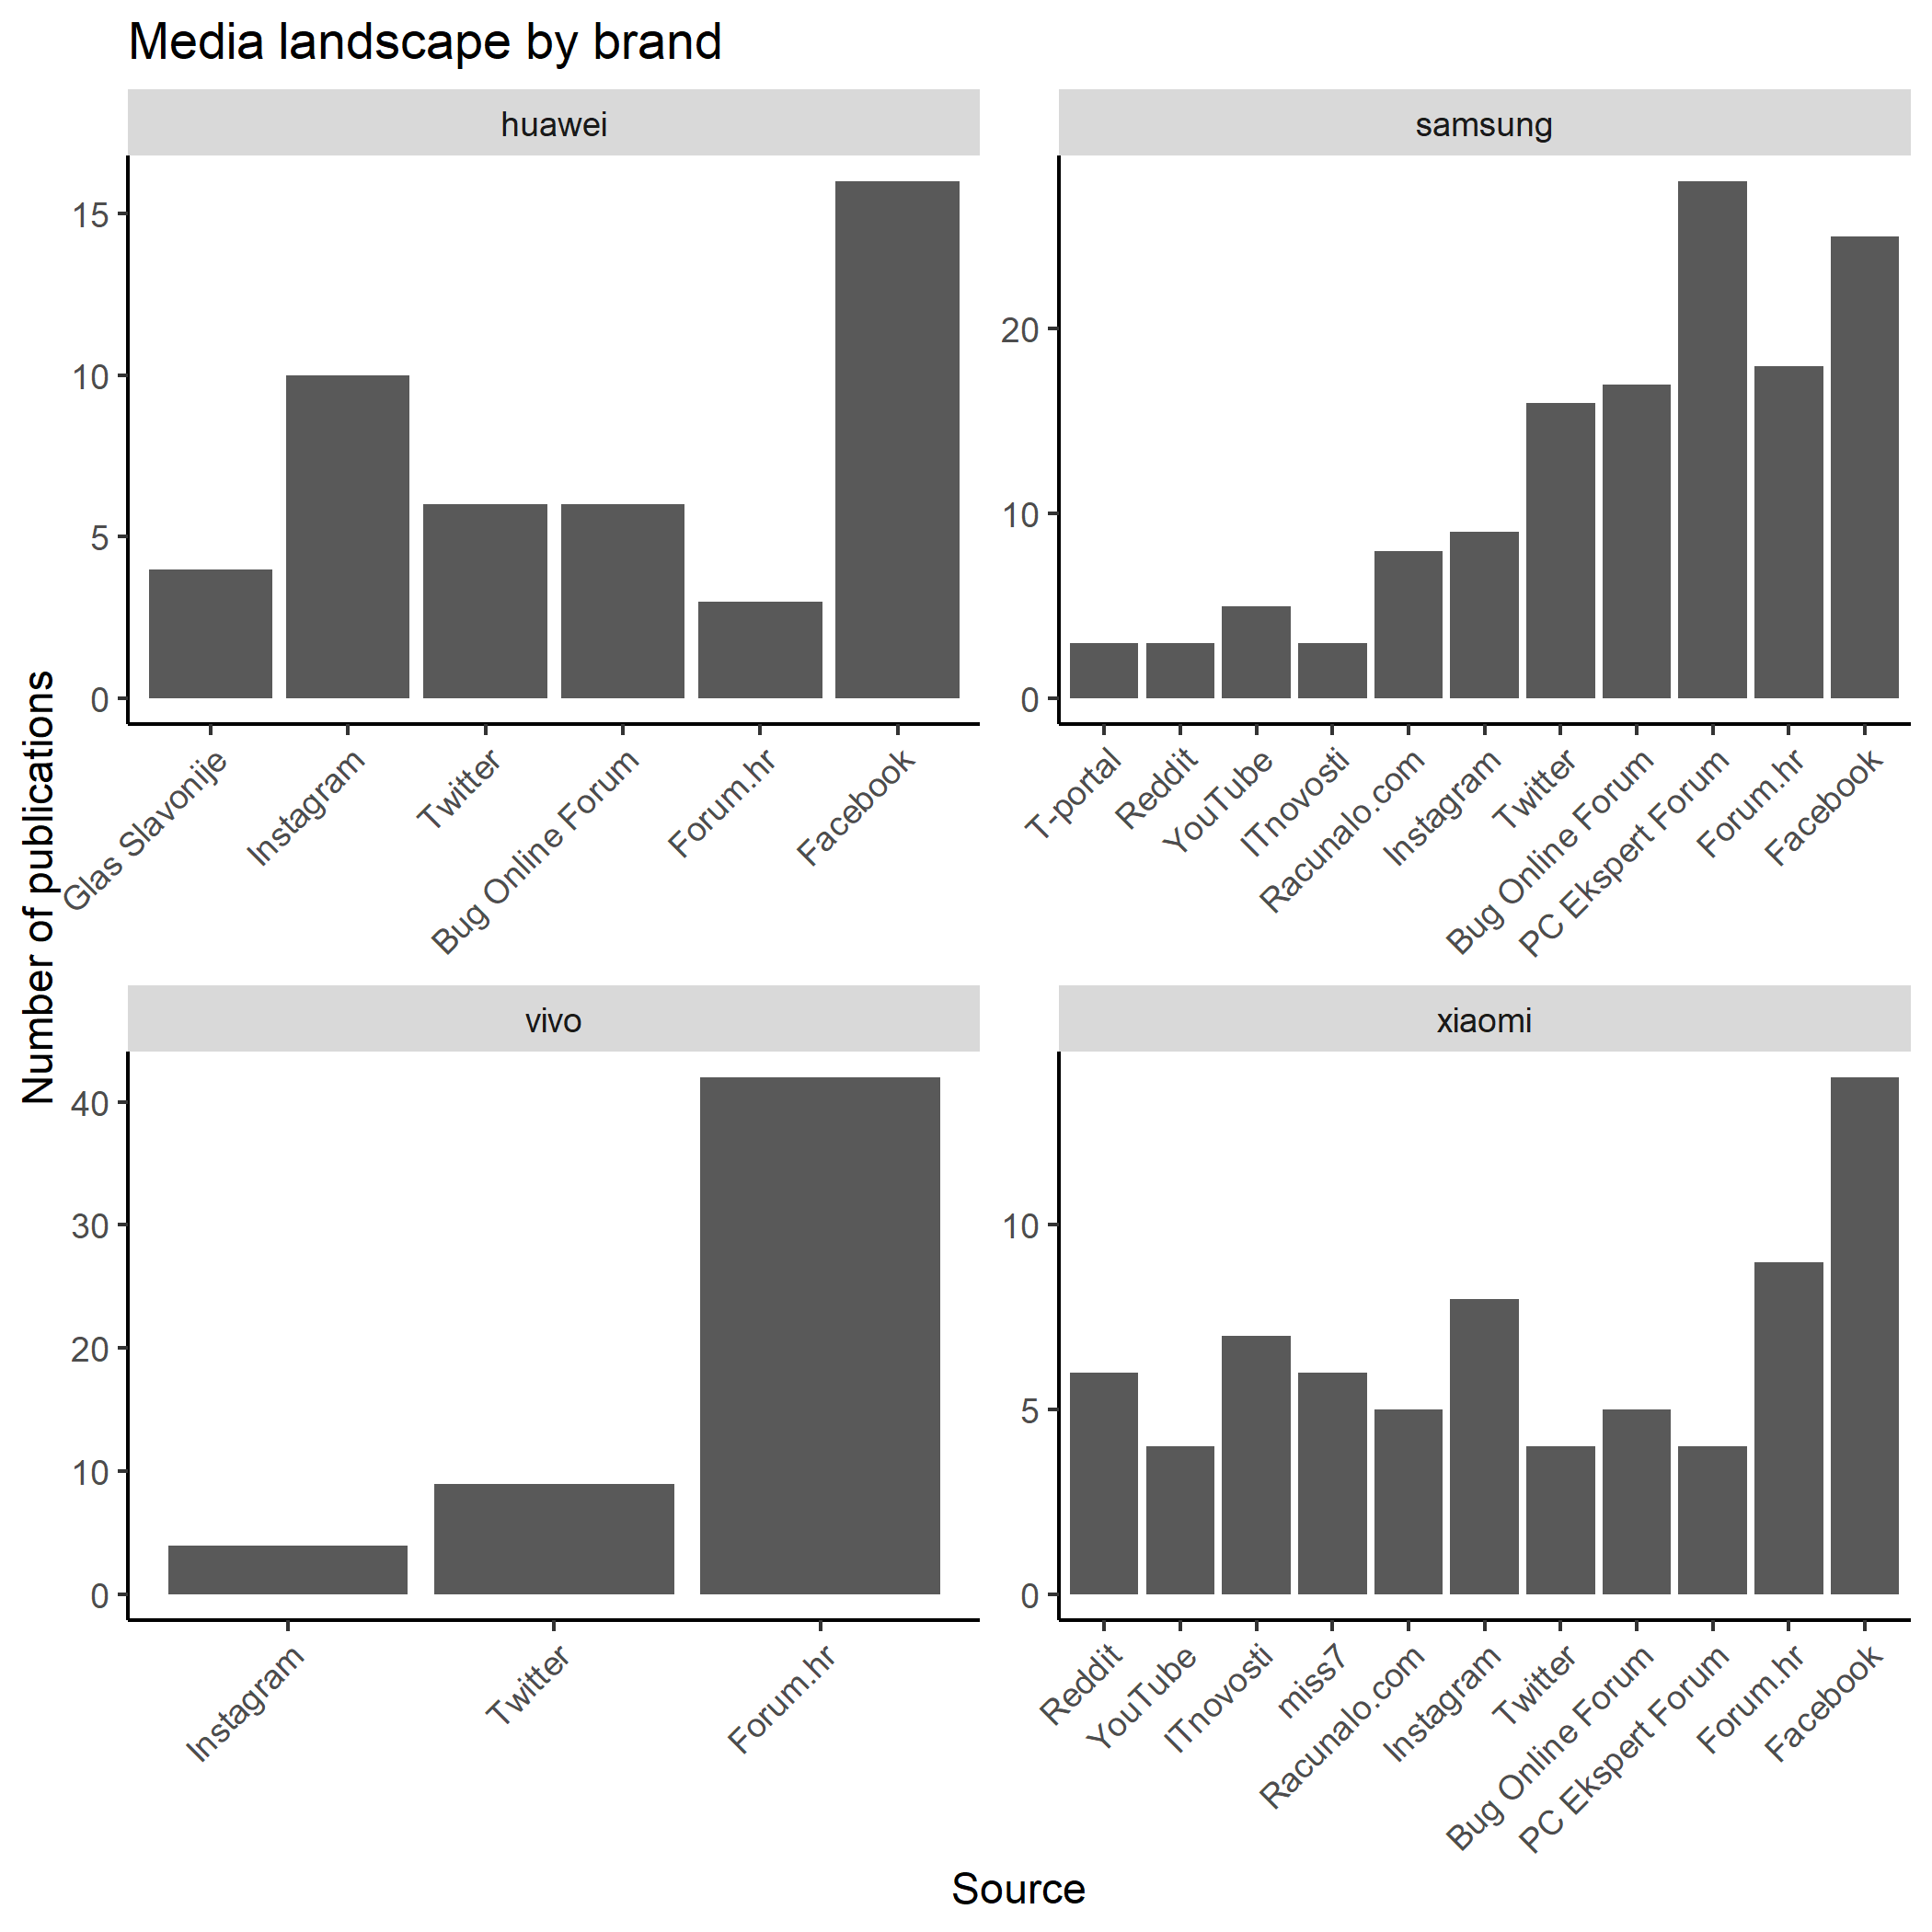 Media landscape by brand
huawei
samsung
15
10
5
0
20
10
0
Glas Slavonije
Instagram
Twitter
Bug Online Forum
Forum.hr
Facebook
T-portal
Reddit
YouTube
ITnovosti
Racunalo.com
Instagram
Twitter
Bug Online Forum
PC Ekspert Forum
Forum.hr
Facebook
Number of publications
vivo
xiaomi
40
30
20
10
0
10
5
0
Instagram
Twitter
Forum.hr
Reddit
YouTube
ITnovosti
miss7
Racunalo.com
Instagram
Twitter
Bug Online Forum
PC Ekspert Forum
Forum.hr
Facebook
Source